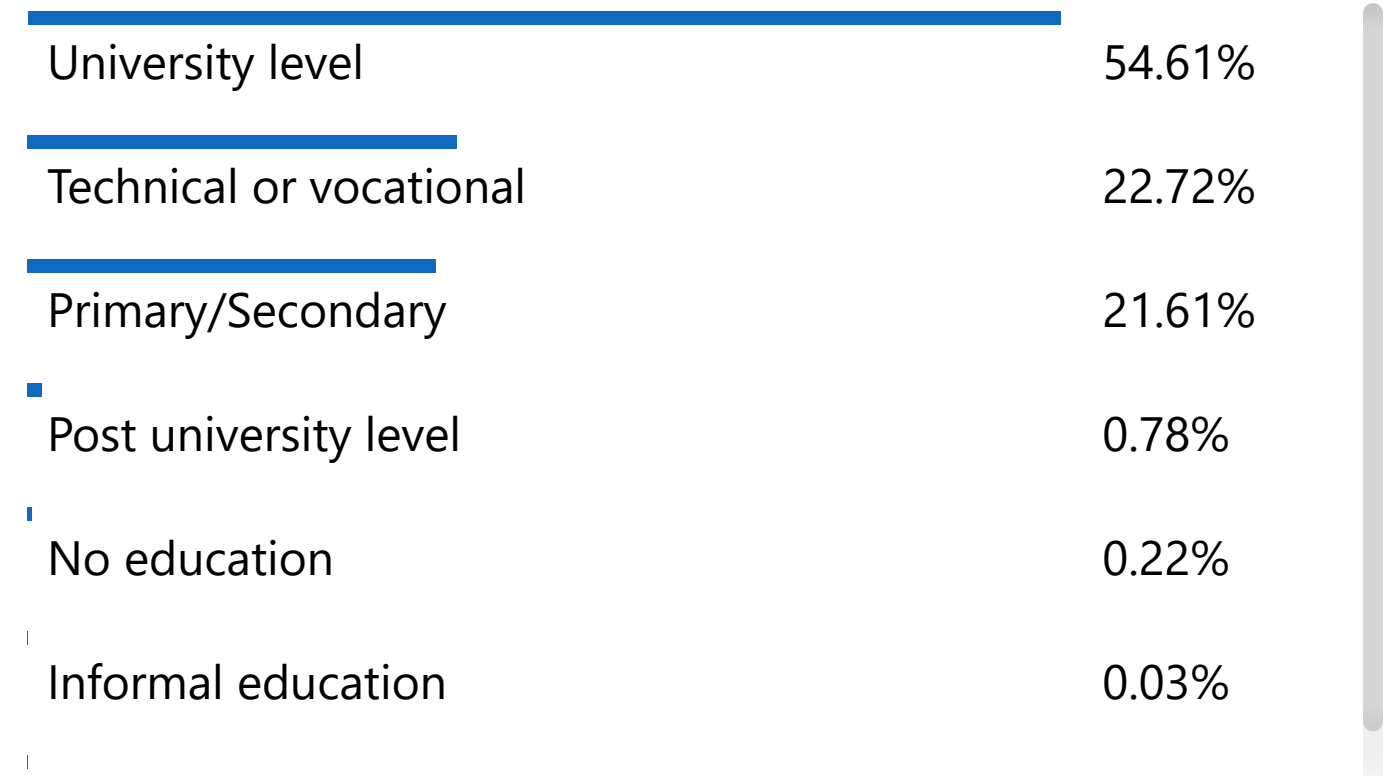 University level 54.61%
Technical or vocational 22.72%
Primary/Secondary 21.61%
Post university level 0.78%
No education 0.22%
Informal education 0.03%